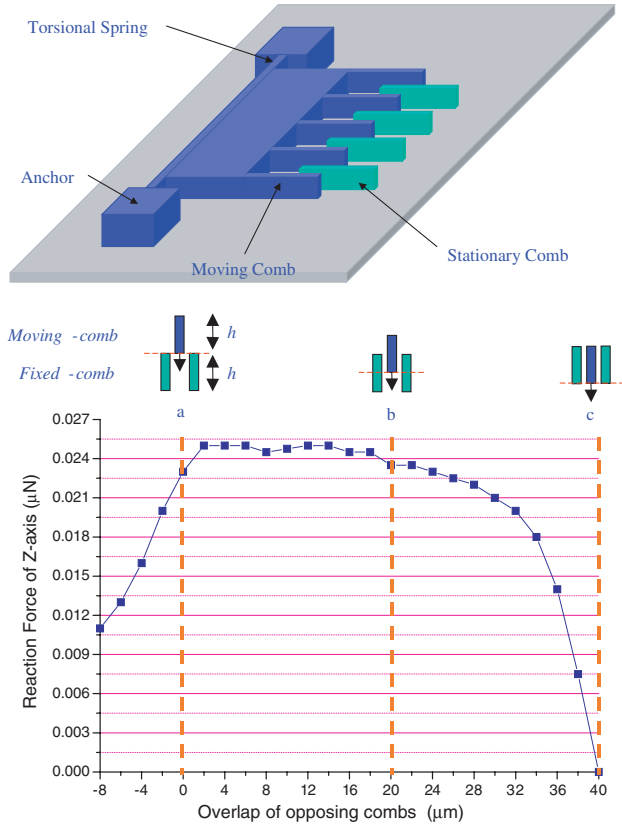 Torsional Spring
Anchor
Moving Comb
Stationary Comb
Moving -comb
h
Fixed -comb
h
a
b
c
0.027
0.024
0.021
0.018
0.015
0.012
0.009
0.006
0.003
0.000
Reaction Force of Z-axis (μN)
-8 -4 0 4 8 12 16 20 24 28 32 36 40
Overlap of opposing combs (μm)